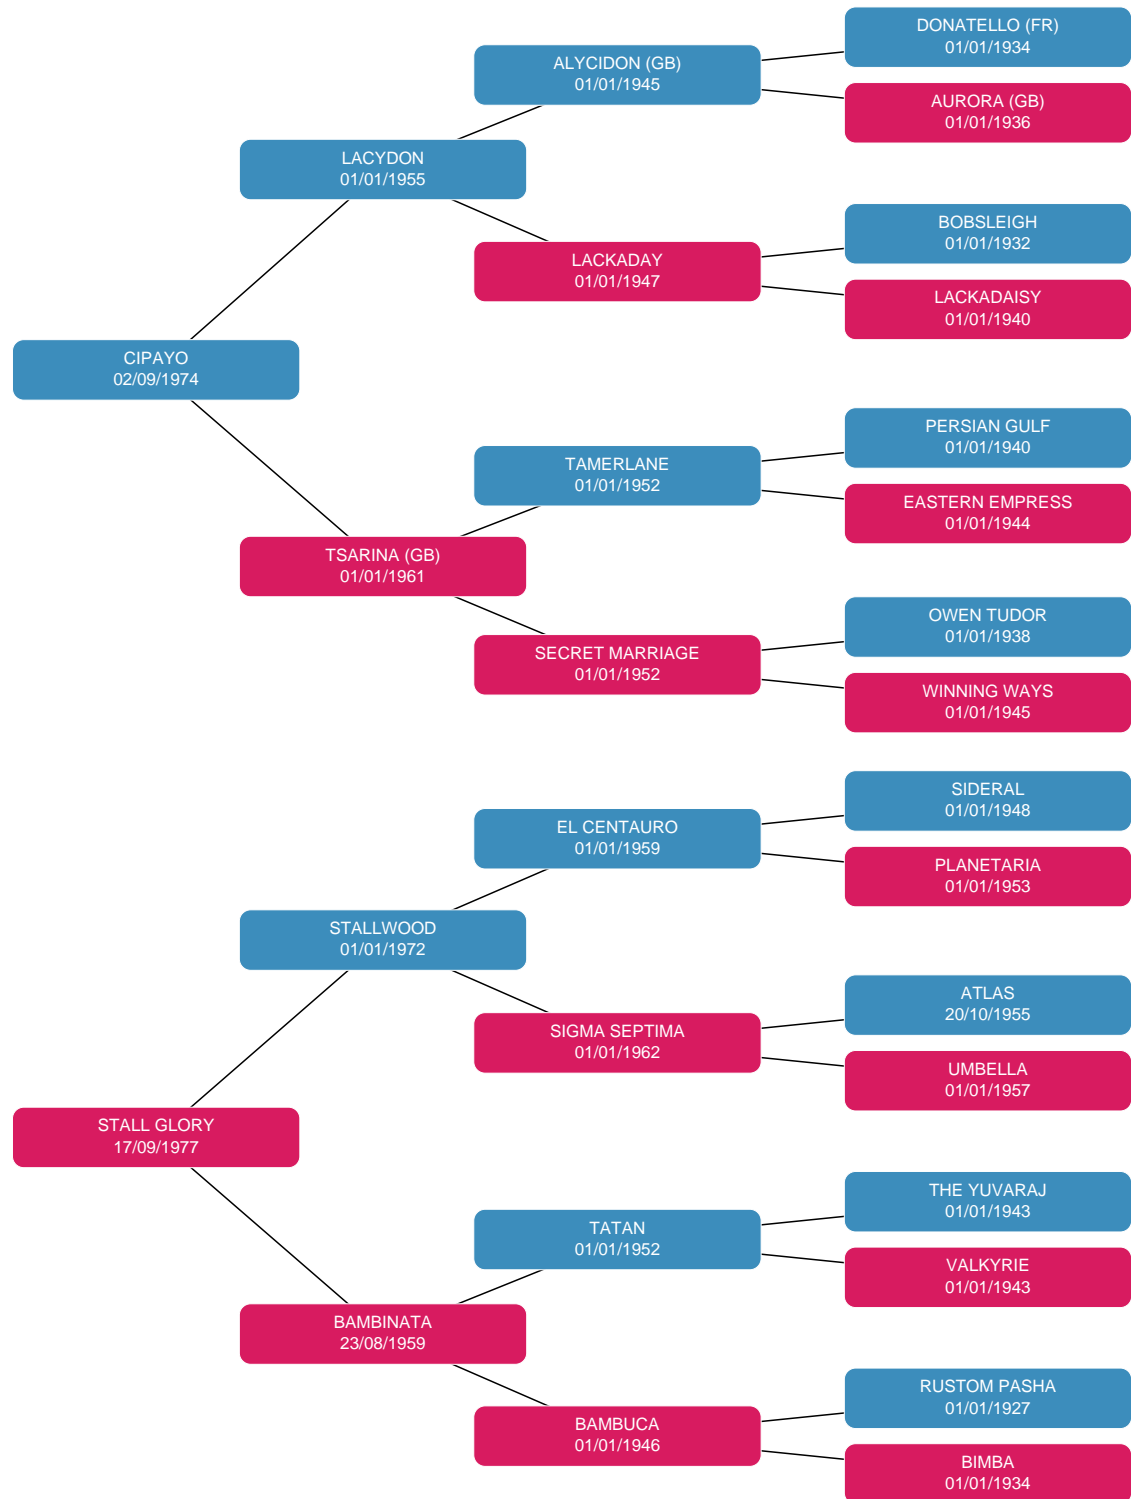 DONATELLO (FR)
01/01/1934
ALYCIDON (GB)
01/01/1945
AURORA (GB)
01/01/1936
LACYDON
01/01/1955
BOBSLEIGH
01/01/1932
LACKADAY
01/01/1947
LACKADAISY
01/01/1940
CIPAYO
02/09/1974
PERSIAN GULF
01/01/1940
TAMERLANE
01/01/1952
EASTERN EMPRESS
01/01/1944
TSARINA (GB)
01/01/1961
OWEN TUDOR
01/01/1938
SECRET MARRIAGE
01/01/1952
WINNING WAYS
01/01/1945
SIDERAL
01/01/1948
EL CENTAURO
01/01/1959
PLANETARIA
01/01/1953
STALLWOOD
01/01/1972
ATLAS
20/10/1955
SIGMA SEPTIMA
01/01/1962
UMBELLA
01/01/1957
STALL GLORY
17/09/1977
THE YUVARAJ
01/01/1943
TATAN
01/01/1952
VALKYRIE
01/01/1943
BAMBINATA
23/08/1959
RUSTOM PASHA
01/01/1927
BAMBUCA
01/01/1946
BIMBA
01/01/1934